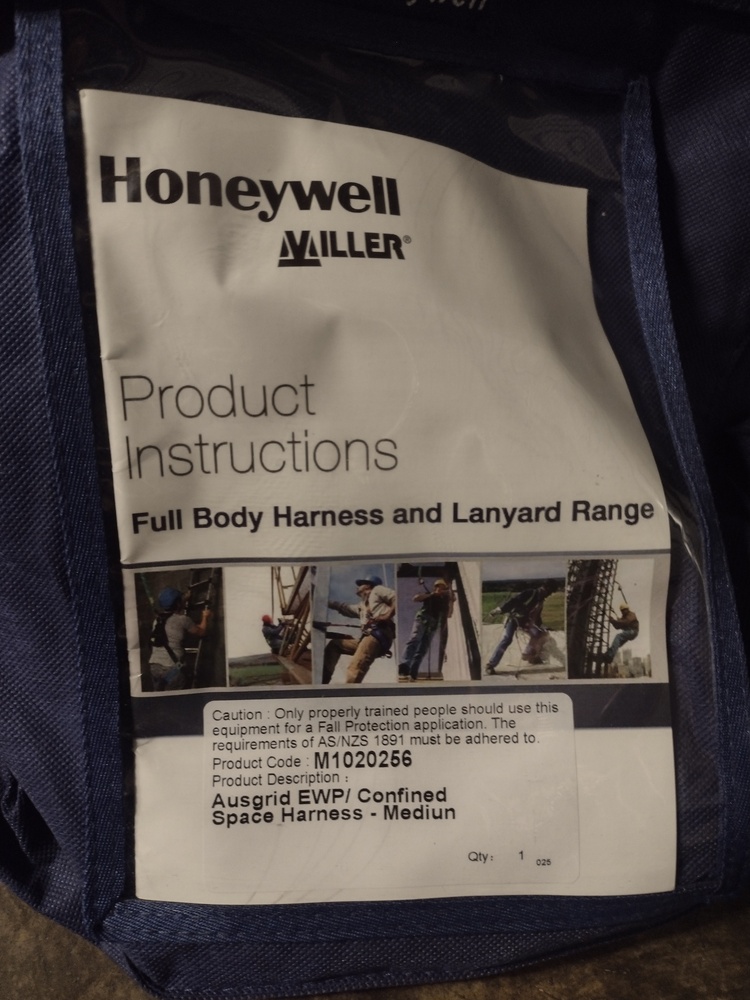 Honeywell
MILLER®
Product
Instructions
Full Body Harness and Lanyard Range
Caution : Only properly trained people should use this
equipment for a Fall Protection application. The
requirements of AS/NZS 1891 must be adhered to.
Product Code : M1020256
Product Description :
Ausgrid EWP/ Confined
Space Harness - Mediun
Qty: 1 025